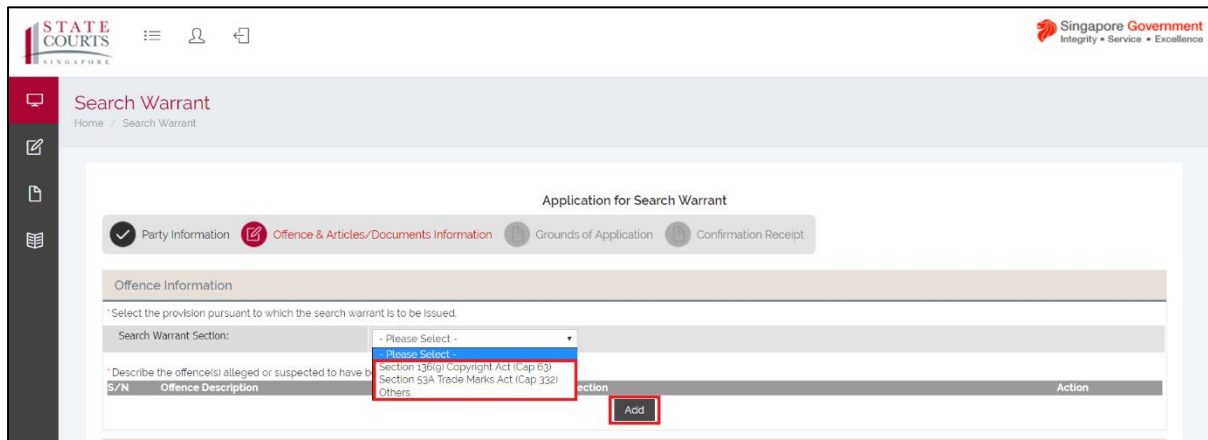 STATE
COURTS
SINGAPORE
Singapore Government
Integrity • Service • Excellence
Search Warrant
Home / Search Warrant
Application for Search Warrant
Party Information Offence & Articles/Documents Information Grounds of Application Confirmation Receipt
Offence Information
*Select the provision pursuant to which the search warrant is to be issued.
Search Warrant Section: - Please Select -
- Please Select -
Section 136(9) Copyright Act (Cap 63)
Section 53A Trade Marks Act (Cap 332)
Others
*Describe the offence(s) alleged or suspected to have b
S/N Offence Description ection Action
Add